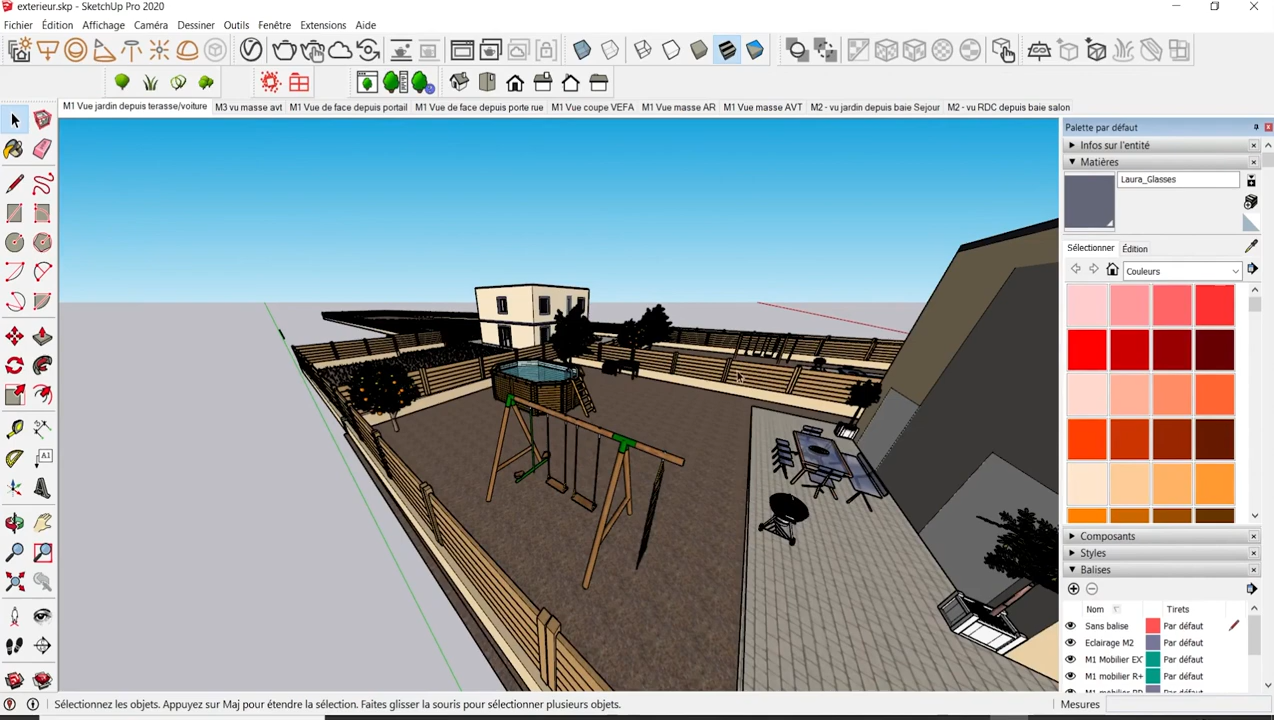 exterieur.skp - SketchUp Pro 2020
Fichier Édition Affichage Caméra Dessiner Outils Fenêtre Extensions Aide
M1 Vue jardin depuis terasse/voiture M3 vu masse avt M1 Vue de face depuis portail M1 Vue de face depuis porte rue M1 Vue coupe VEFA M1 Vue masse AR M1 Vue masse AVT M2 - vu jardin depuis baie Sejour M2 - vu RDC depuis baie salon
Palette par défaut
Infos sur l'entité
Matières
Laura_Glasses
Sélectionner Édition
Couleurs
Composants
Styles
Balises
Nom Tirets
Sans balise Par défaut
Eclairage M2 Par défaut
M1 Mobilier EX Par défaut
M1 mobilier R+ Par défaut
Par défaut
A1
Sélectionnez les objets. Appuyez sur Maj pour étendre la sélection. Faites glisser la souris pour sélectionner plusieurs objets.
Mesures